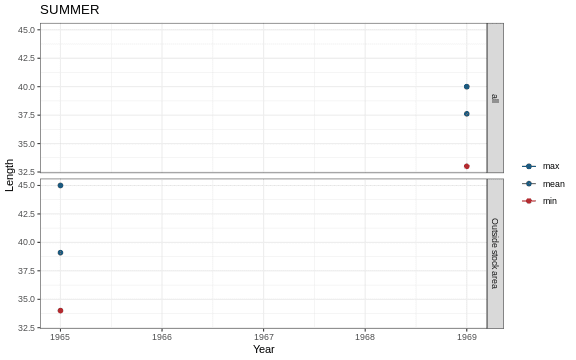 SUMMER
45.0
42.5
40.0
37.5
35.0
32.5
all
45.0
42.5
40.0
37.5
35.0
32.5
Outside stock area
Length
1965 1966 1967 1968 1969
Year
max
mean
min